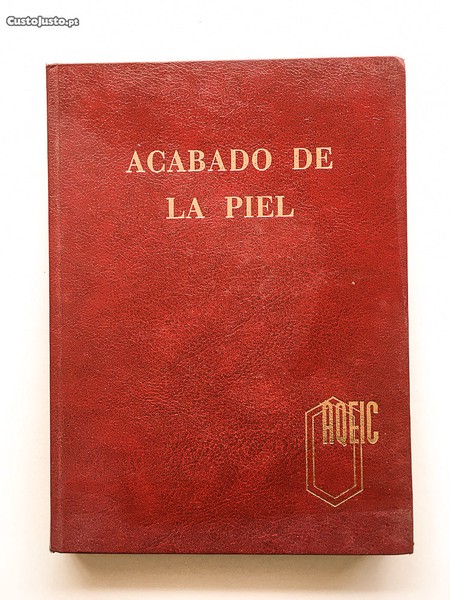 CustoJusto.pt
ACABADO DE
LA PIEL
AQEIC